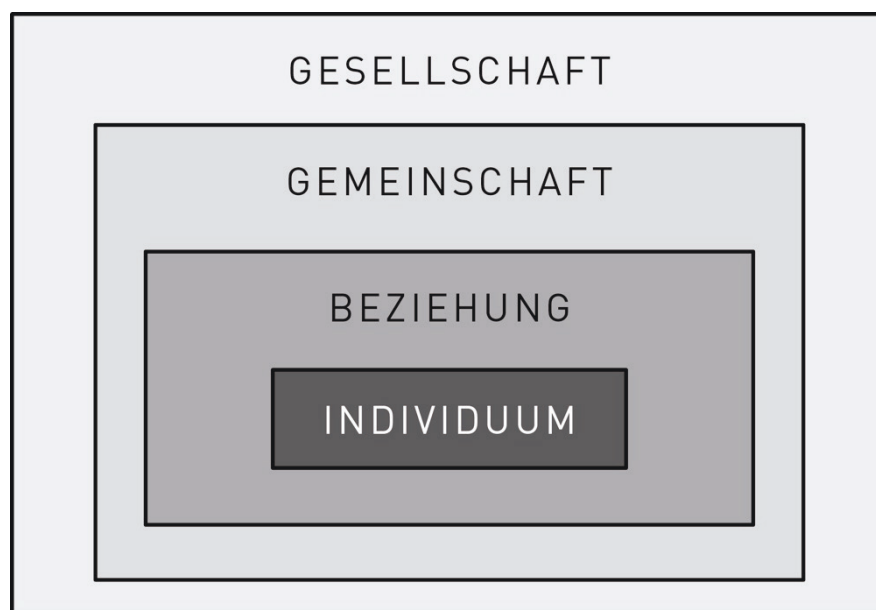 GESELLSCHAFT
GEMEINSCHAFT
BEZIEHUNG
INDIVIDUUM